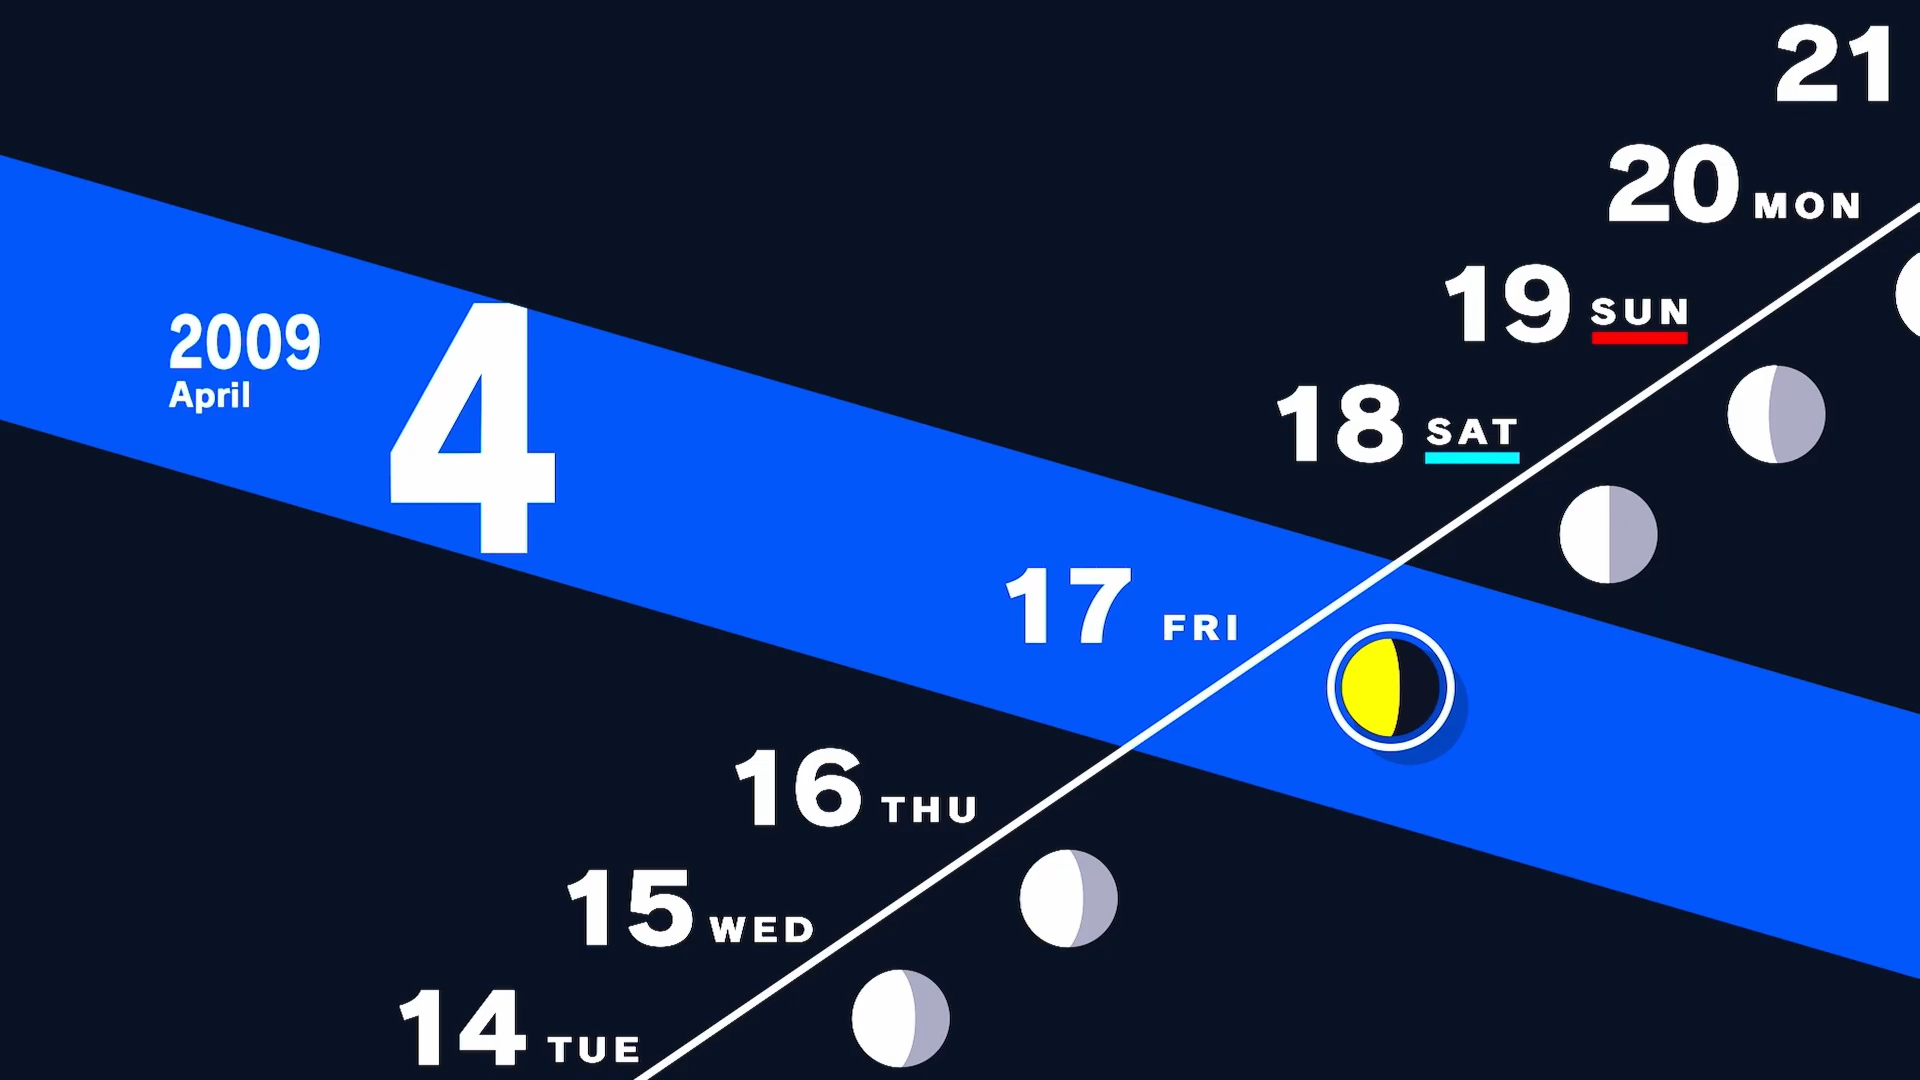 21
20 MON
19 SUN
18 SAT
2009
April
4
17 FRI
16 THU
15 WED
14 TUE